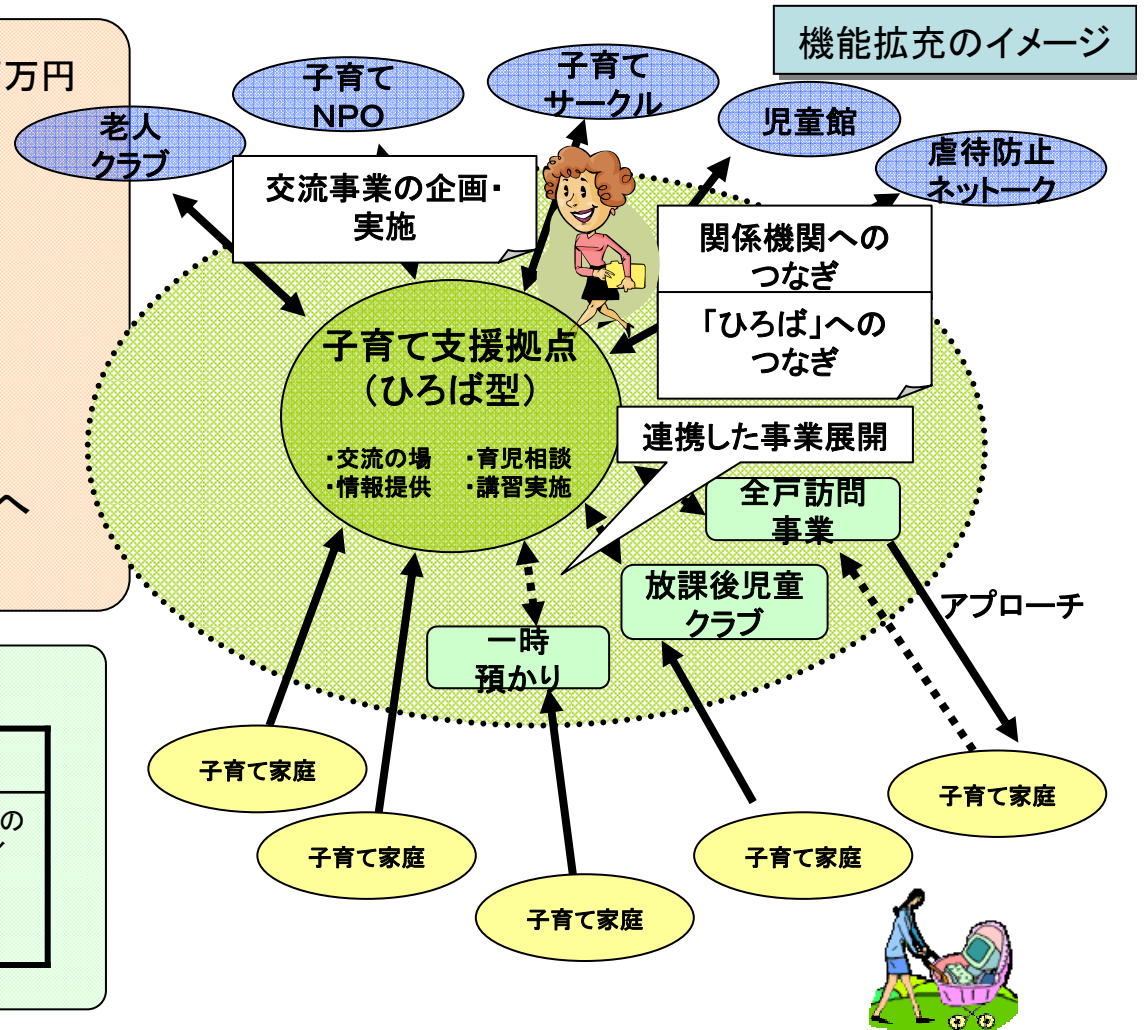 機能拡充のイメージ
万円
子育て
NPO
子育て
サークル
老人
クラブ
児童館
虐待防止
ネットーク
交流事業の企画・
実施
関係機関への
つなぎ
「ひろば」への
つなぎ
子育て支援拠点
(ひろば型)
・交流の場 ・育児相談
・情報提供 ・講習実施
連携した事業展開
全戸訪問
事業
へ
放課後児童
クラブ
アプローチ
一時
預かり
子育て家庭
子育て家庭
の
子育て家庭
子育て家庭
子育て家庭